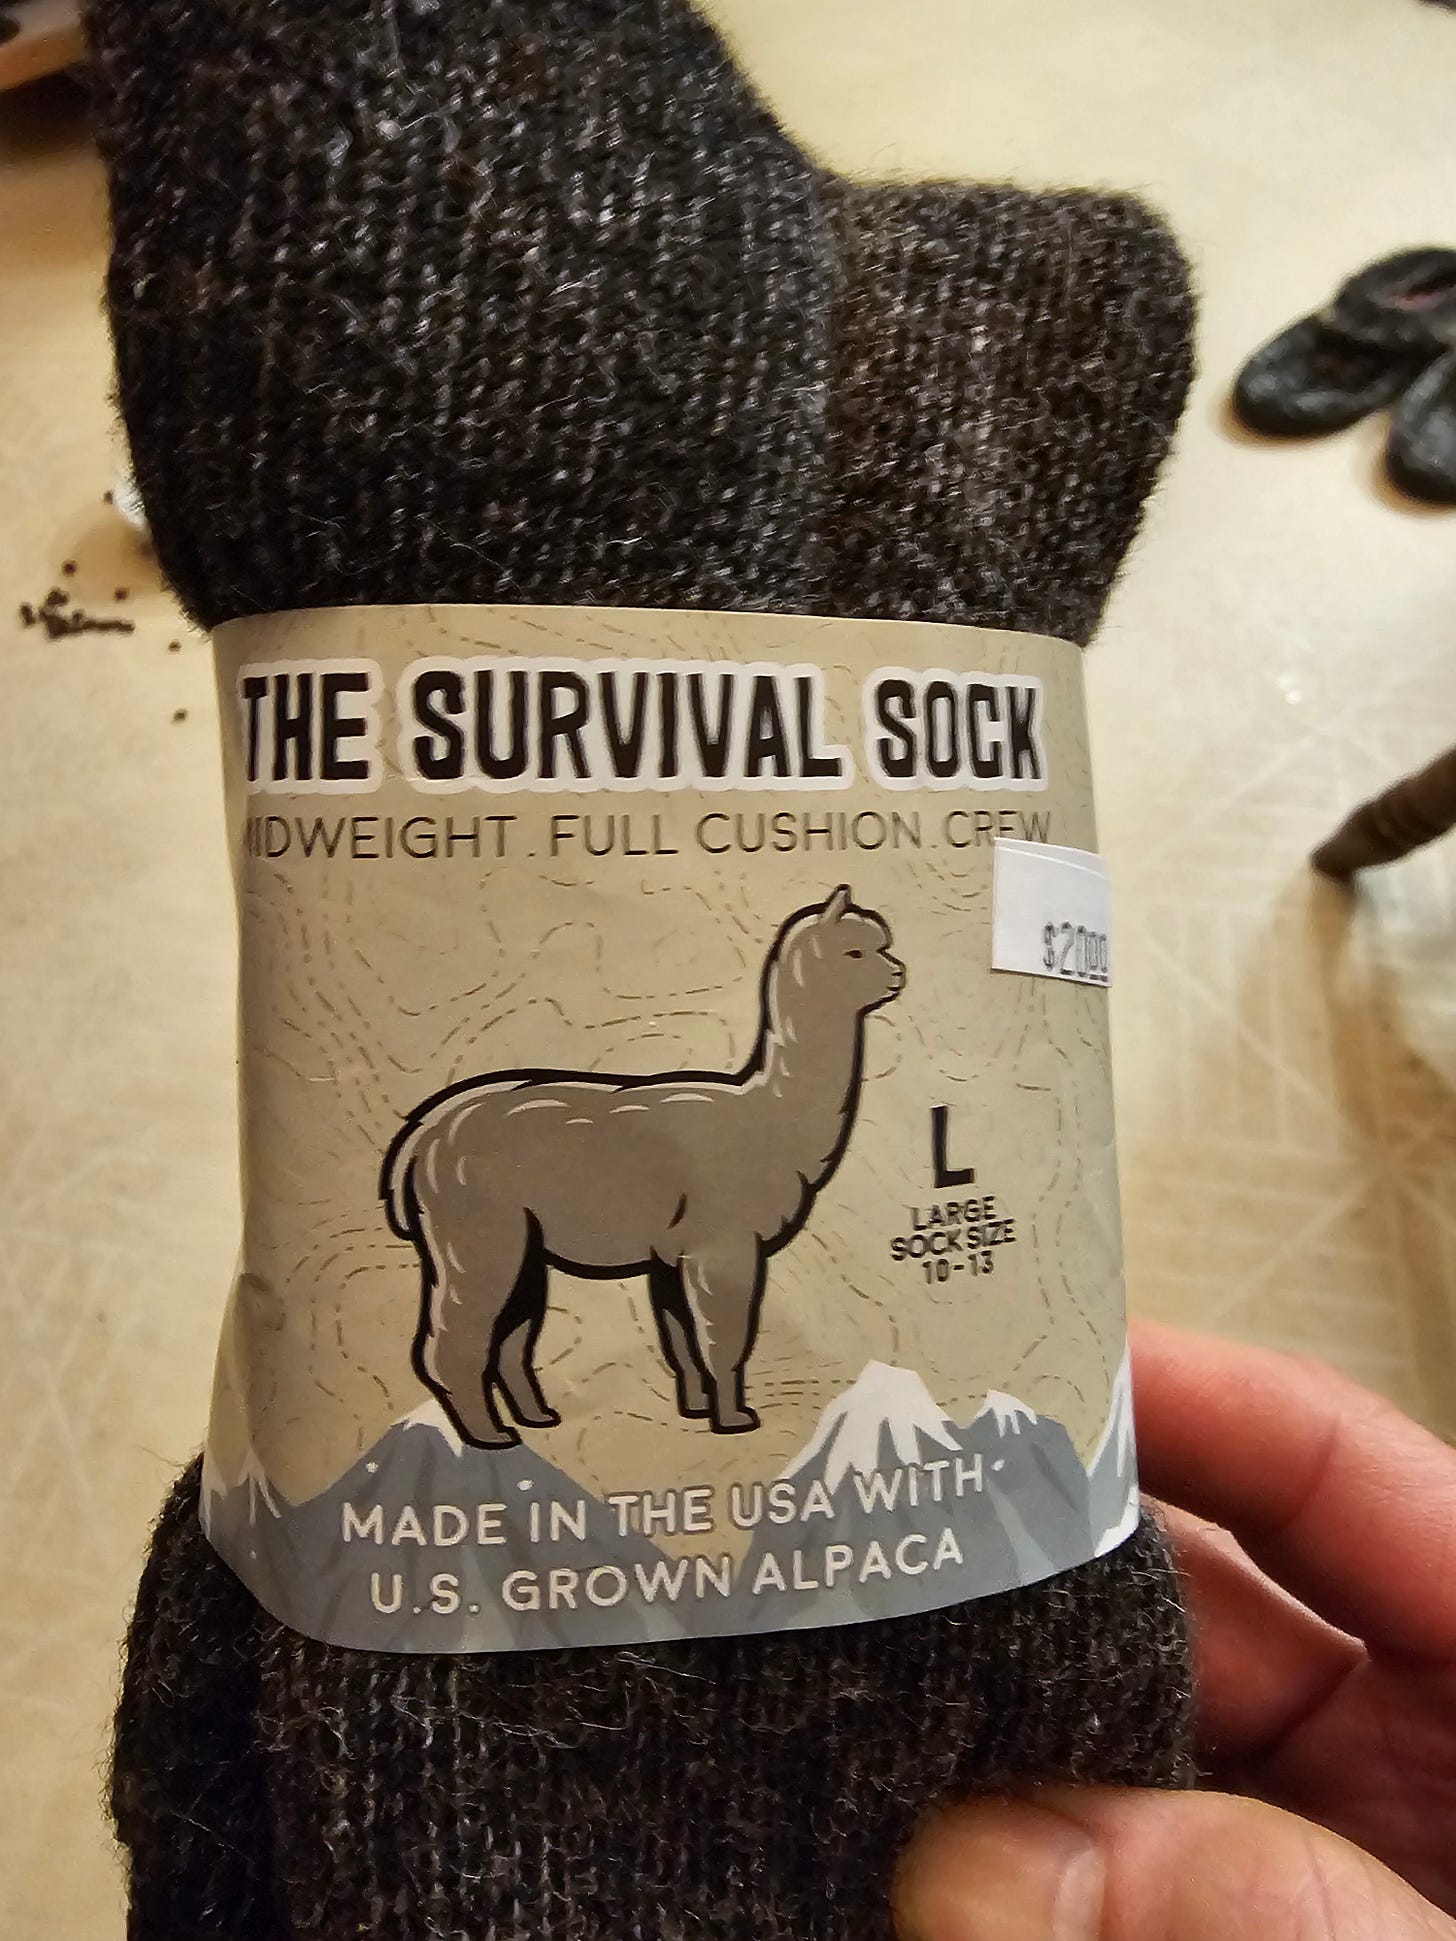 THE SURVIVAL SOCK
MIDWEIGHT.FULL CUSHION.CREW
$20.00
L
LARGE
SOCK SIZE
10-13
MADE IN THE USA WITH
U.S. GROWN ALPACA